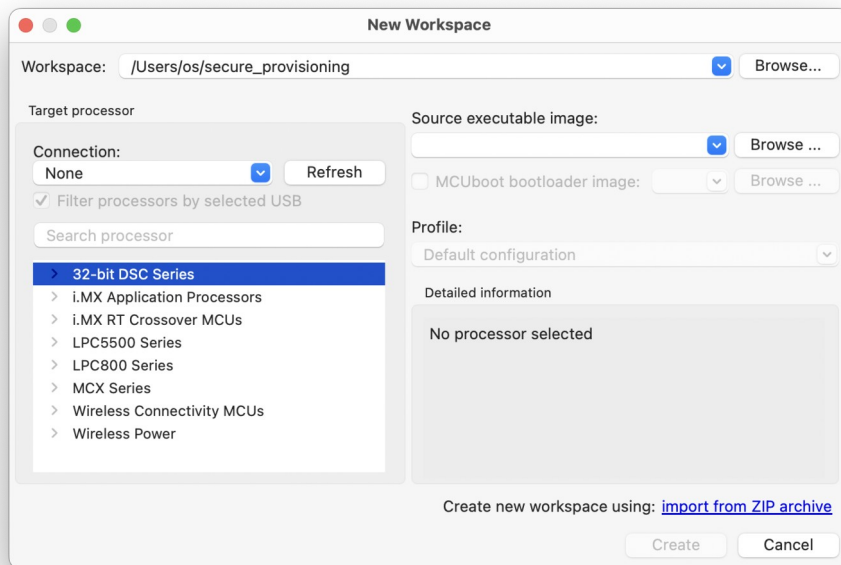 New Workspace
Workspace: /Users/os/secure_provisioning Browse...
Target processor
Connection:
None Refresh
Filter processors by selected USB
Search processor
32-bit DSC Series
i.MX Application Processors
i.MX RT Crossover MCUs
LPC5500 Series
LPC800 Series
MCX Series
Wireless Connectivity MCUs
Wireless Power
Source executable image:
Browse ...
MCUboot bootloader image: Browse ...
Profile:
Default configuration
Detailed information
No processor selected
Create new workspace using: import from ZIP archive
Create Cancel